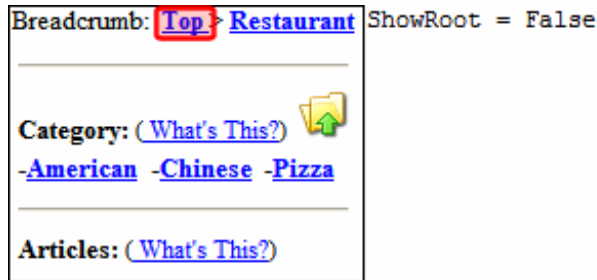 Breadcrumb: Top > Restaurant ShowRoot = False
Category: ( What's This?)
-American -Chinese -Pizza
Articles: ( What's This?)